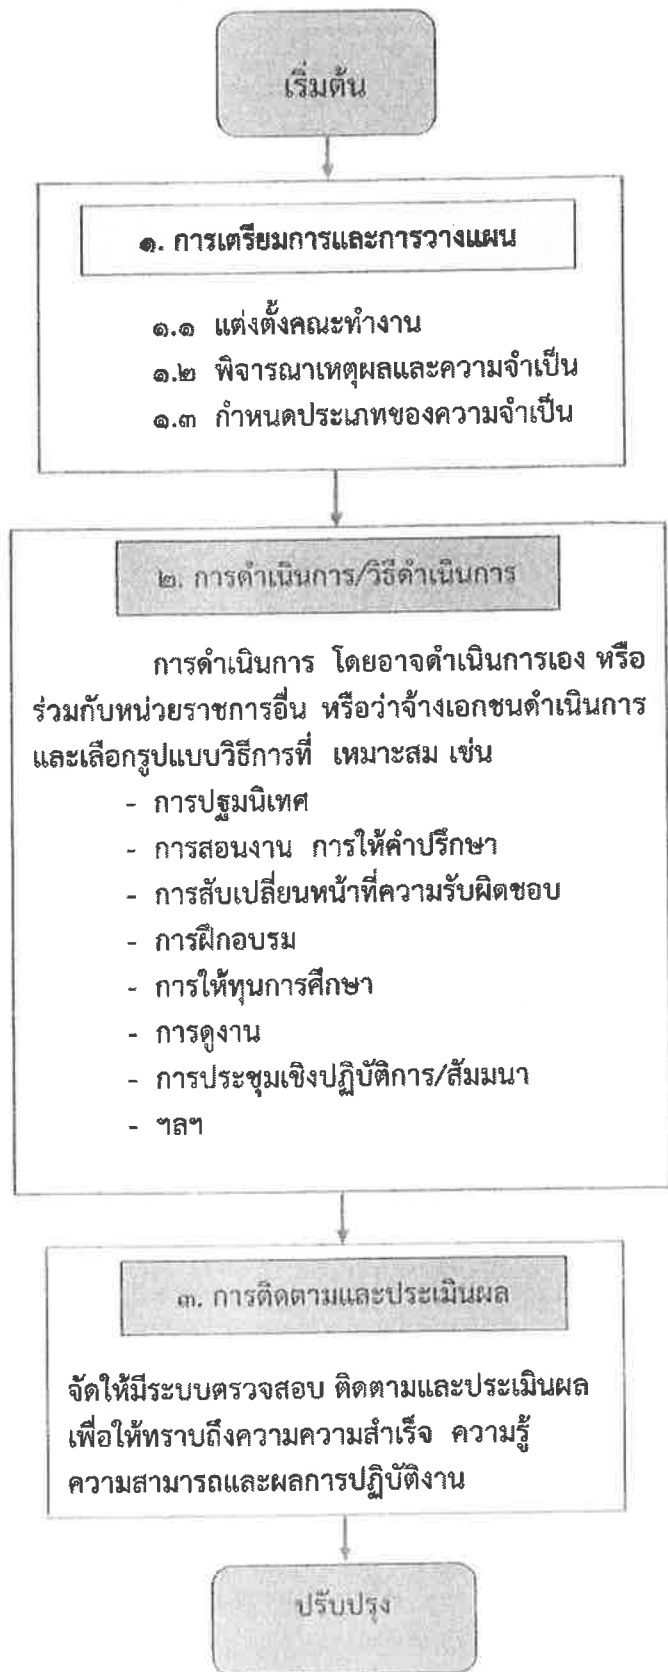 เริ่มต้น
๑. การเตรียมการและการวางแผน
๑.๑ แต่งตั้งคณะทำงาน
๑.๒ พิจารณาเหตุผลและความจำเป็น
๑.๓ กำหนดประเภทของความจำเป็น
๒. การดำเนินการ/วิธีดำเนินการ
การดำเนินการ โดยอาจดำเนินการเอง หรือ
ร่วมกับหน่วยราชการอื่น หรือว่าจ้างเอกชนดำเนินการ
และเลือกรูปแบบวิธีการที่ เหมาะสม เช่น
- การปฐมนิเทศ
- การสอนงาน การให้คำปรึกษา
- การสับเปลี่ยนหน้าที่ความรับผิดชอบ
- การฝึกอบรม
- การให้ทุนการศึกษา
- การดูงาน
- การประชุมเชิงปฏิบัติการ/สัมมนา
- ฯลฯ
๓. การติดตามและประเมินผล
จัดให้มีระบบตรวจสอบ ติดตามและประเมินผล
เพื่อให้ทราบถึงความความสำเร็จ ความรู้
ความสามารถและผลการปฏิบัติงาน
ปรับปรุง